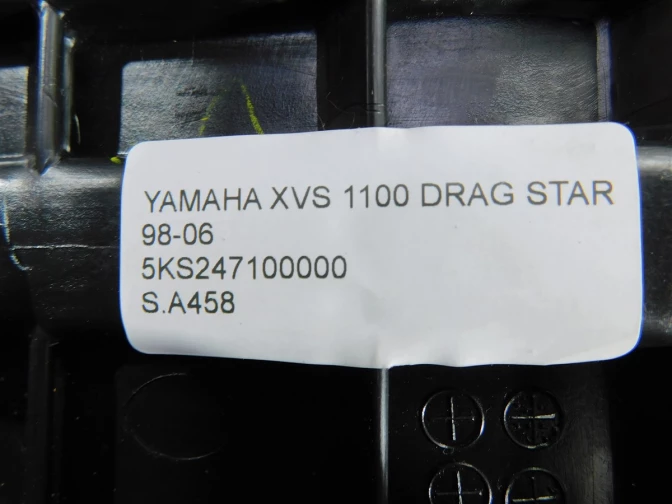 YAMAHA XVS 1100 DRAG STAR
98-06
5KS247100000
S.A458